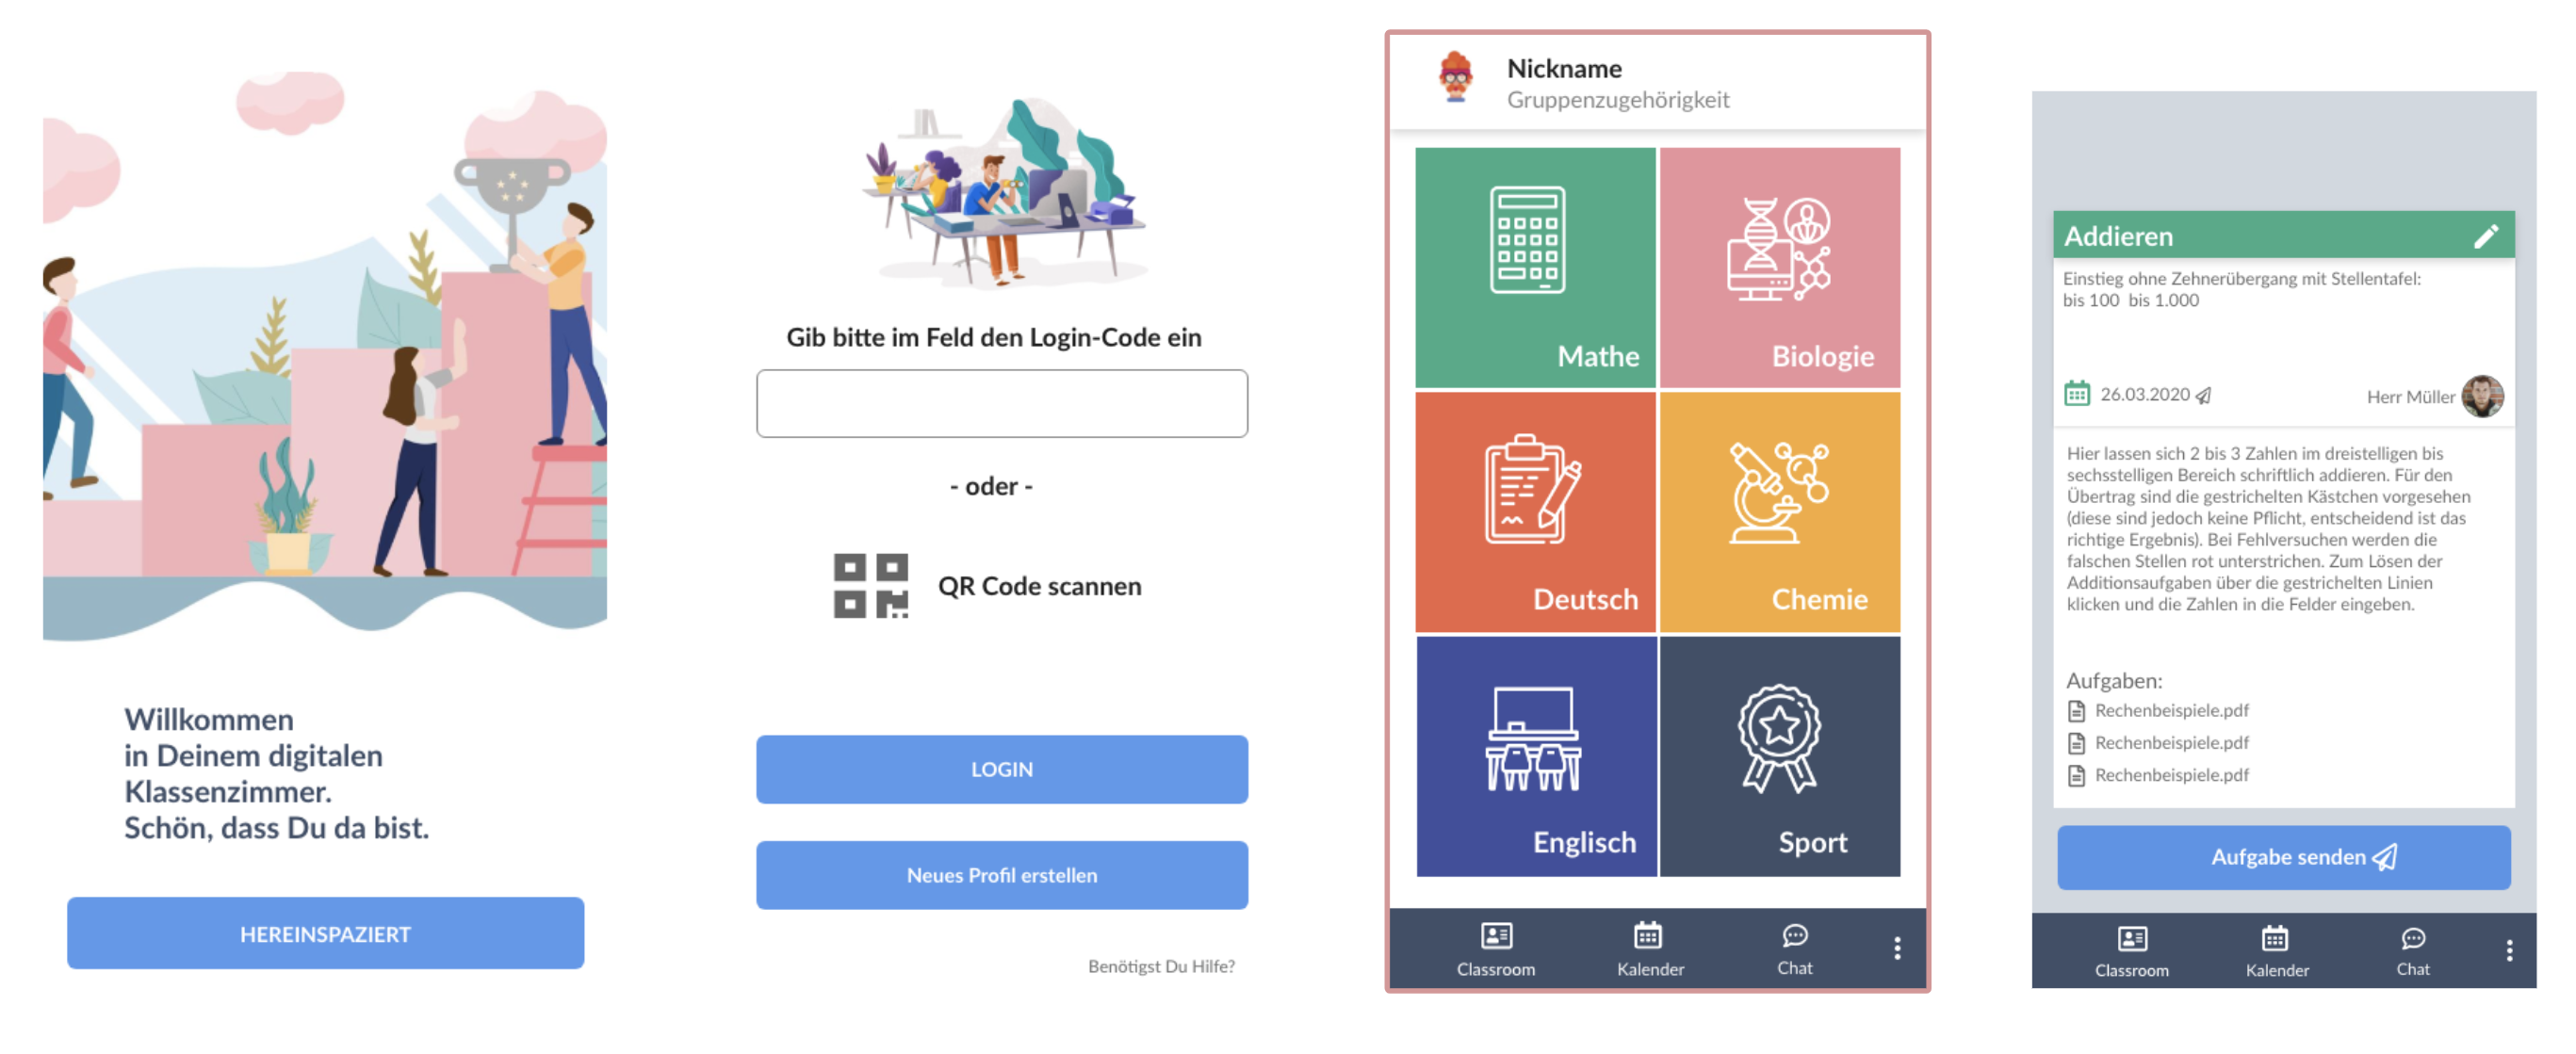 Willkommen
in Deinem digitalen
Klassenzimmer.
Schön, dass Du da bist.
HEREINSPAZIERT
Gib bitte im Feld den Login-Code ein
- oder -
QR Code scannen
LOGIN
Neues Profil erstellen
Benötigst Du Hilfe?
Nickname
Gruppenzugehörigkeit
Mathe
Biologie
Deutsch
Chemie
Englisch
Sport
Classroom
Kalender
Chat
Addieren
Einstieg ohne Zehnerübergang mit Stellentafel:
bis 100 bis 1.000
26.03.2020
Herr Müller
Hier lassen sich 2 bis 3 Zahlen im dreistelligen bis
sechsstelligen Bereich schriftlich addieren. Für den
Übertrag sind die gestrichelten Kästchen vorgesehen
(diese sind jedoch keine Pflicht, entscheidend ist das
richtige Ergebnis). Bei Fehlversuchen werden die
falschen Stellen rot unterstrichen. Zum Lösen der
Additionsaufgaben über die gestrichelten Linien
klicken und die Zahlen in die Felder eingeben.
Aufgaben:
Rechenbeispiele.pdf
Rechenbeispiele.pdf
Rechenbeispiele.pdf
Aufgabe senden
Classroom
Kalender
Chat